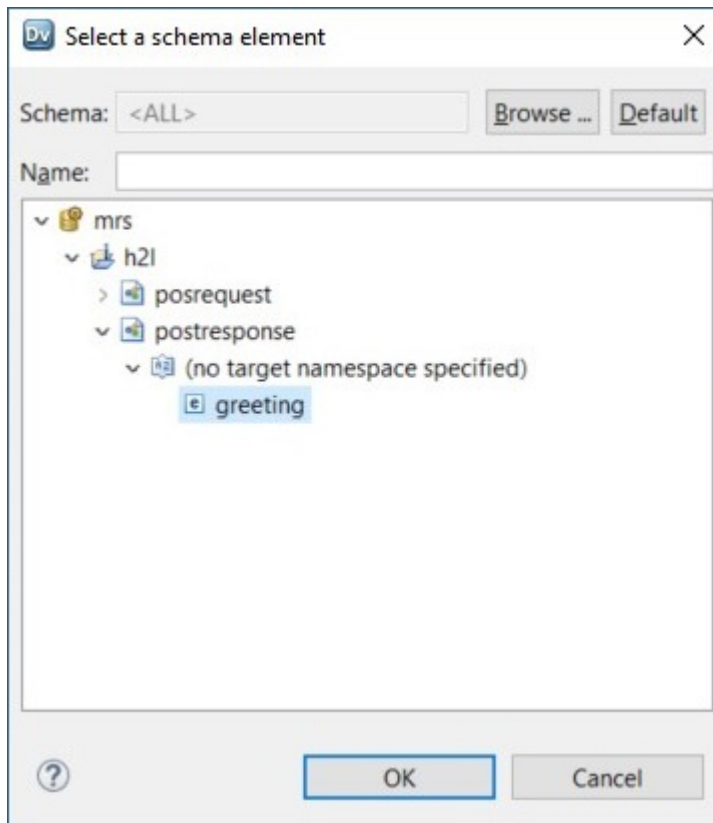 Dv Select a schema element
Schema: <ALL> Browse ... Default
Name:
mrs
h2l
posrequest
postresponse
(no target namespace specified)
e greeting
? OK Cancel